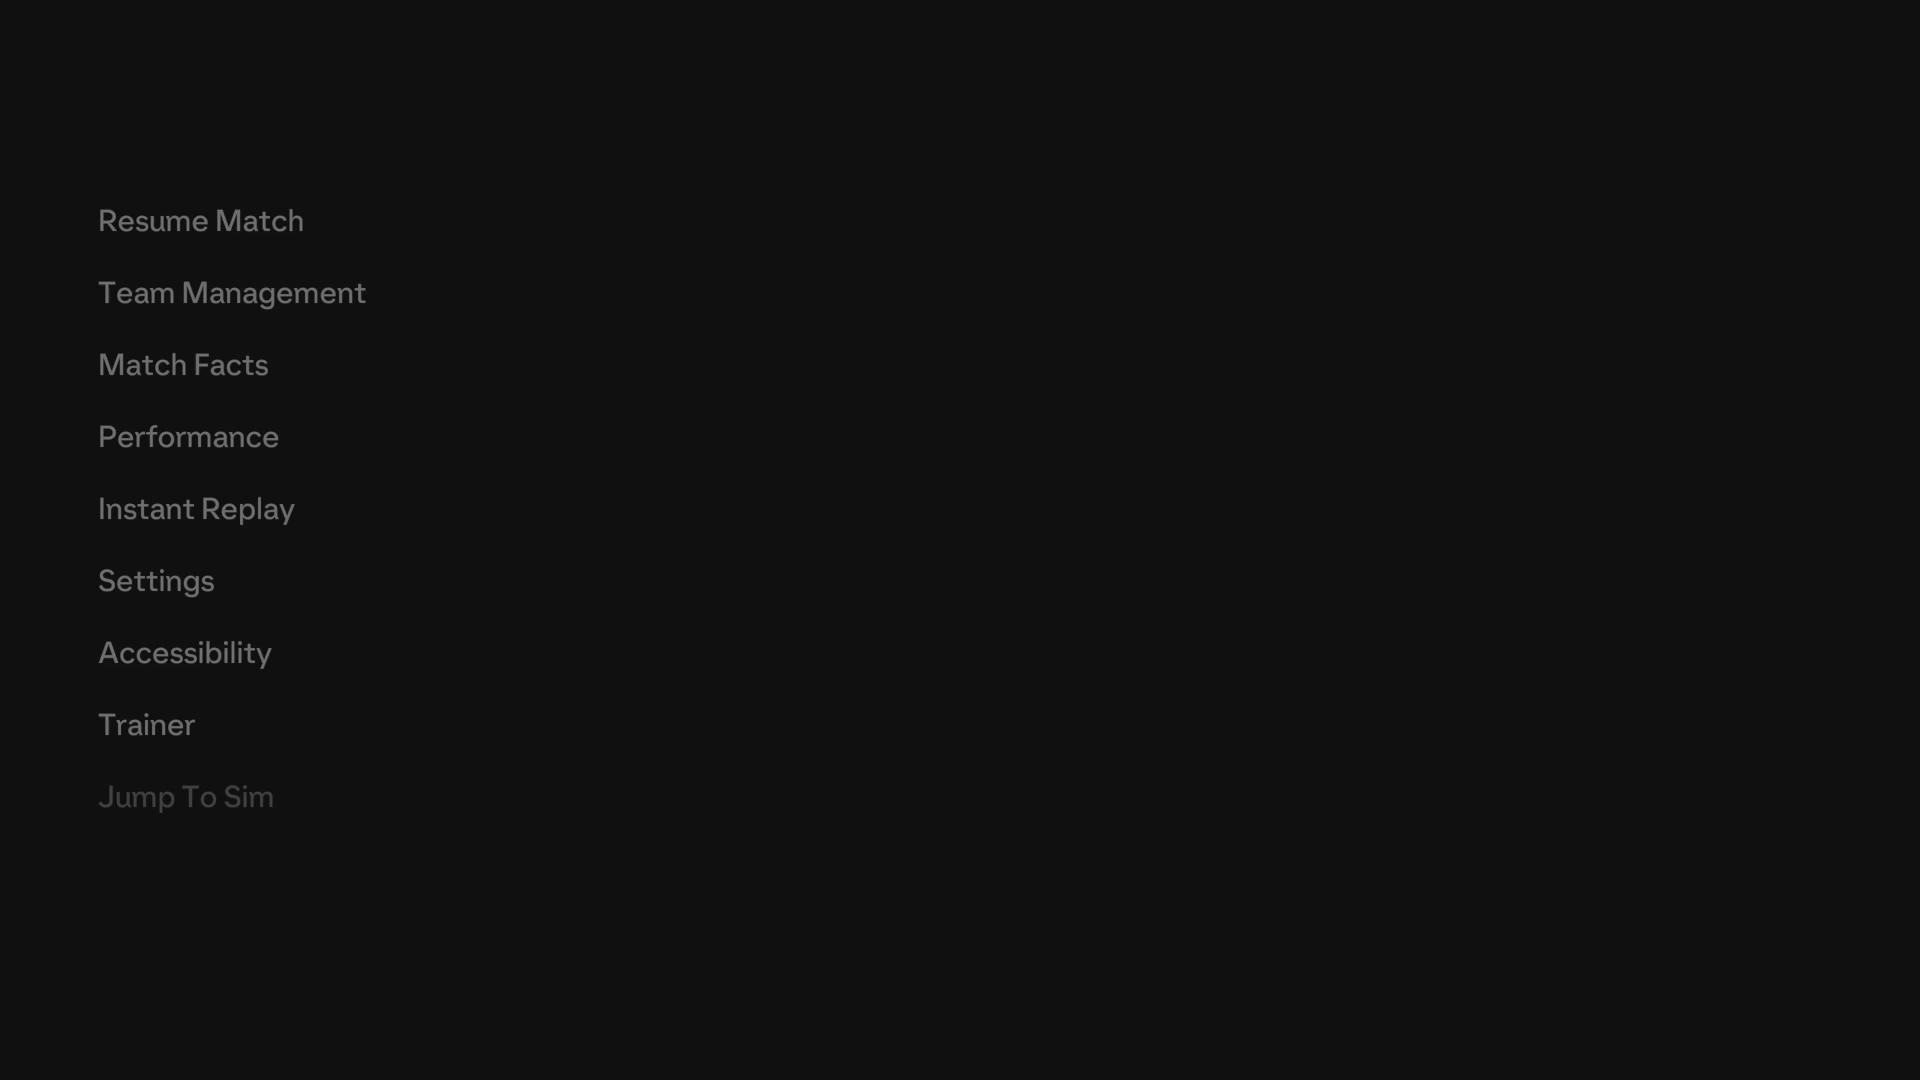 Resume Match
Team Management
Match Facts
Performance
Instant Replay
Settings
Accessibility
Trainer
Jump To Sim